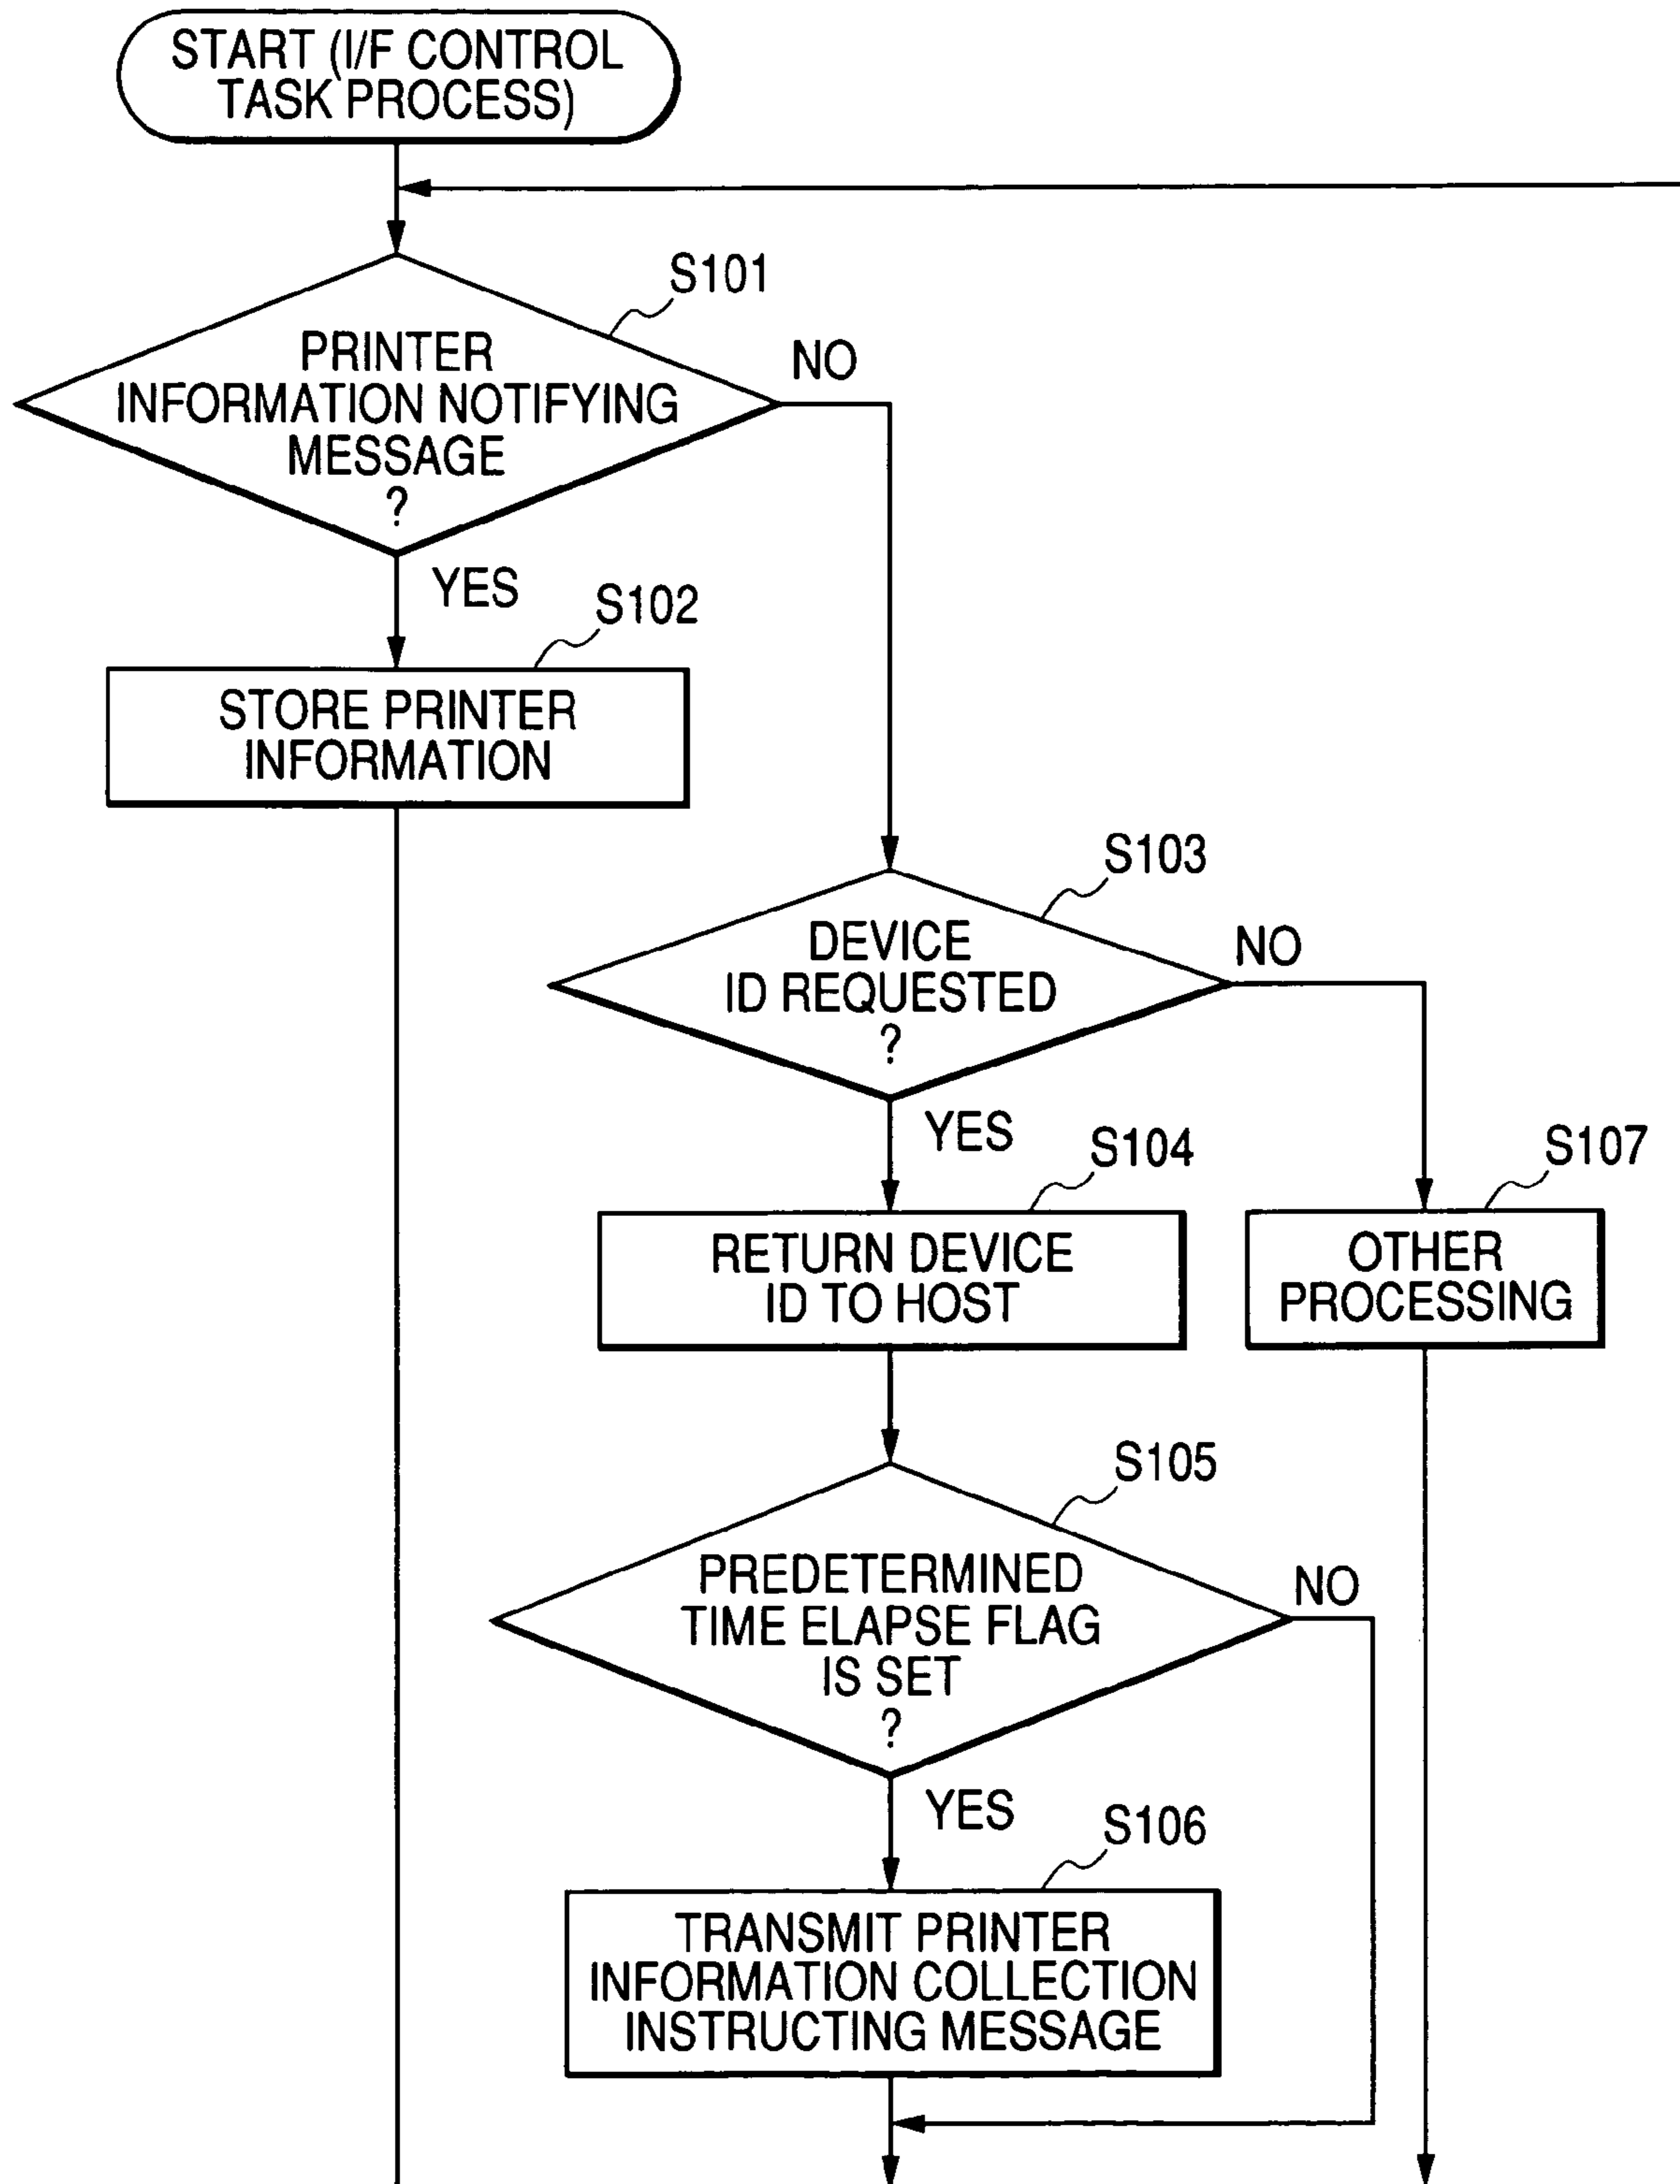 START (I/F CONTROL
TASK PROCESS)
S101
PRINTER
INFORMATION NOTIFYING
MESSAGE
?
NO
YES
S102
STORE PRINTER
INFORMATION
S103
DEVICE
ID REQUESTED
?
NO
YES
S104
RETURN DEVICE
ID TO HOST
S107
OTHER
PROCESSING
S105
PREDETERMINED
TIME ELAPSE FLAG
IS SET
?
NO
YES
S106
TRANSMIT PRINTER
INFORMATION COLLECTION
INSTRUCTING MESSAGE